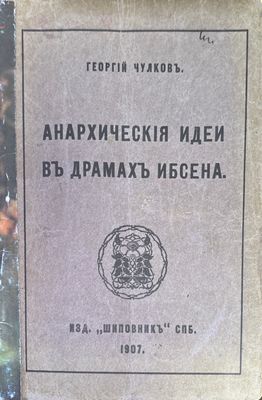 ГЕОРГІЙ ЧУЛКОВЪ.
АНАРХИЧЕСКІЯ ИДЕИ
ВЪ ДРАМАХЪ ИБСЕНА.
ИЗД. „ШИПОВНИКЪ" СПБ.
1907.